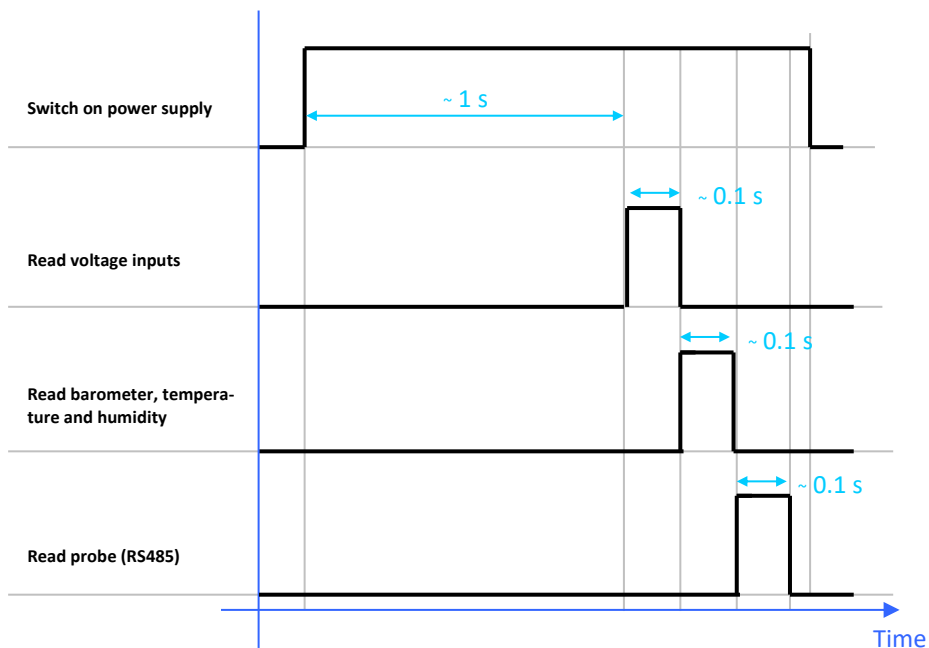 ~ 1 s
Switch on power supply
~ 0.1 s
Read voltage inputs
~ 0.1 s
Read barometer, tempera-
ture and humidity
~ 0.1 s
Read probe (RS485)
Time